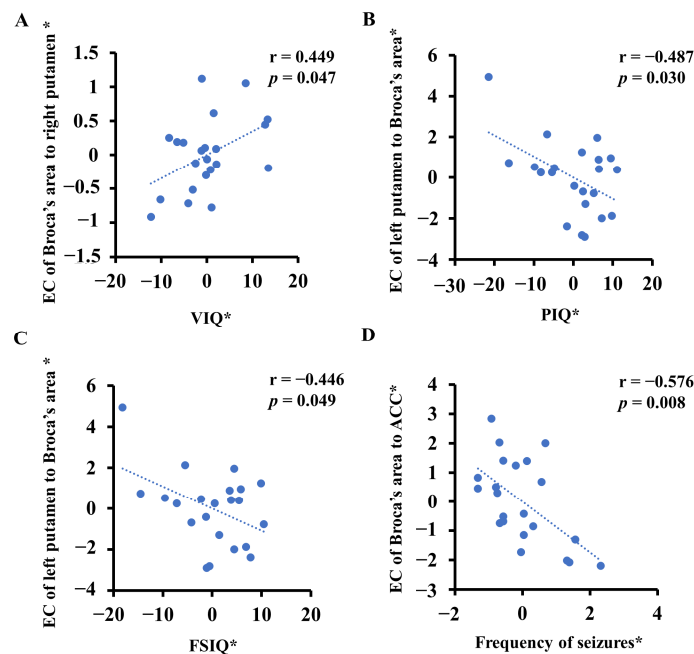 A
EC of Broca's area to right putamen *
r = 0.449
p = 0.047
1.5
1
0.5
0
−0.5
−1
−1.5
−20
−10
0
10
20
VIQ*
B
EC of left putamen to Broca's area*
r = −0.487
p = 0.030
6
4
2
0
−2
−4
−30
−20
−10
0
10
20
PIQ*
C
EC of left putamen to Broca's area *
r = −0.446
p = 0.049
6
4
2
0
−2
−4
−20
−10
0
10
20
FSIQ*
D
EC of Broca's area to ACC*
r = −0.576
p = 0.008
4
3
2
1
0
−1
−2
−3
−2
0
2
4
Frequency of seizures*